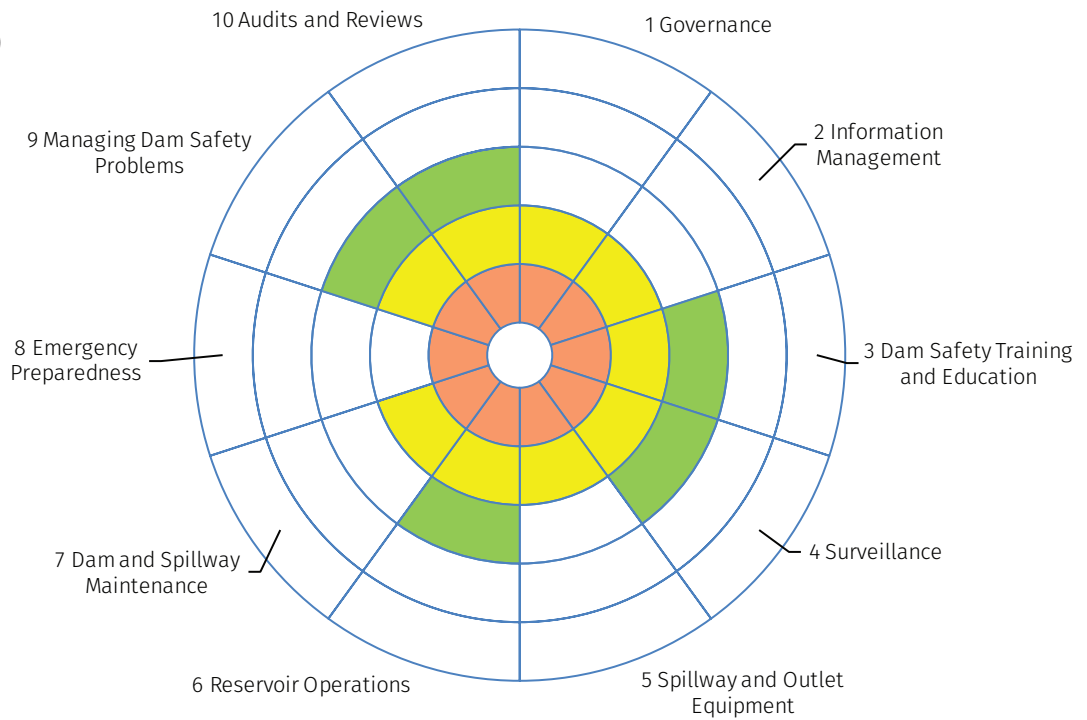 10 Audits and Reviews
1 Governance
2 Information
Management
3 Dam Safety Training
and Education
4 Surveillance
5 Spillway and Outlet
Equipment
6 Reservoir Operations
7 Dam and Spillway
Maintenance
8 Emergency
Preparedness
9 Managing Dam Safety
Problems